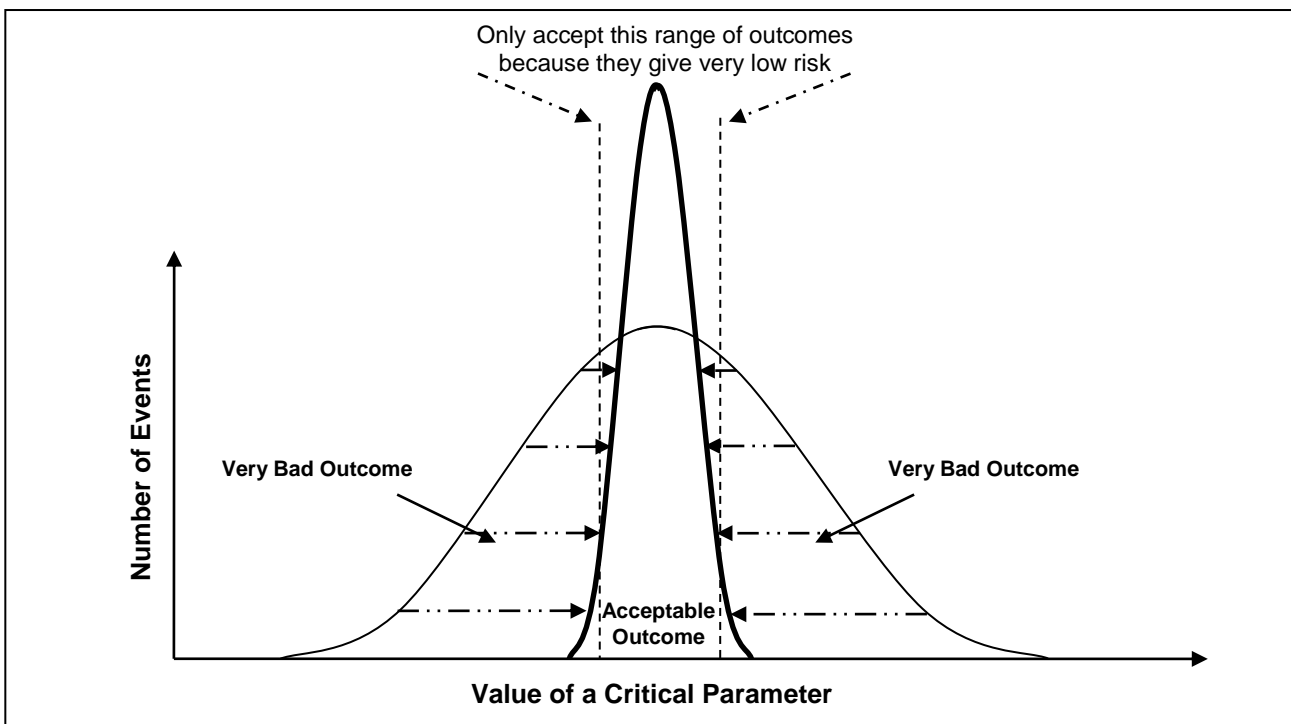 Only accept this range of outcomes
because they give very low risk
Number of Events
Very Bad Outcome
Very Bad Outcome
Acceptable
Outcome
Value of a Critical Parameter